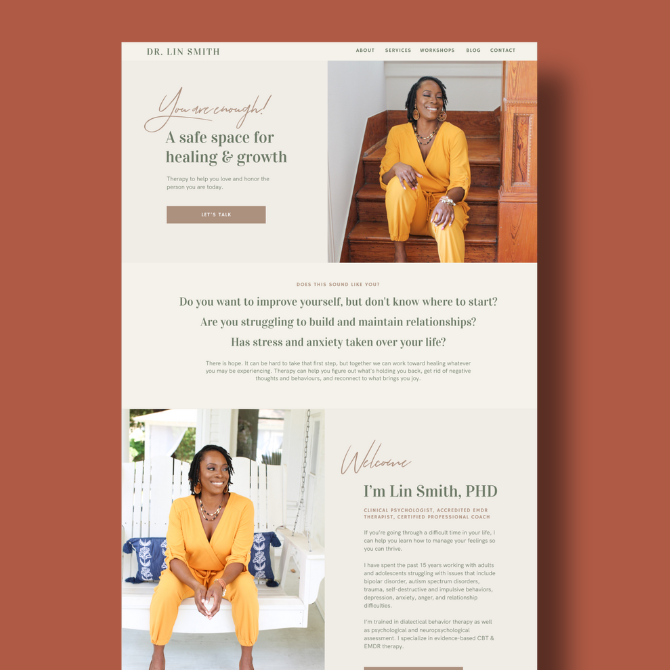 DR. LIN SMITH
ABOUT SERVICES WORKSHOPS BLOG CONTACT
You are enough!
A safe space for
healing & growth
Therapy to help you love and honor the
person you are today.
LET'S TALK
DOES THIS SOUND LIKE YOU?
Do you want to improve yourself, but don't know where to start?
Are you struggling to build and maintain relationships?
Has stress and anxiety taken over your life?
There is hope. It can be hard to take that first step, but together we can work toward healing whatever
you may be experiencing. Therapy can help you figure out what's holding you back, get rid of negative
thoughts and behaviours, and reconnect to what brings you joy.
Welcome
I'm Lin Smith, PHD
CLINICAL PSYCHOLOGIST, ACCREDITED EMDR
THERAPIST, CERTIFIED PROFESSIONAL COACH
If you're going through a difficult time in your life, I
can help you learn how to manage your feelings so
you can thrive.
I have spent the past 15 years working with adults
and adolescents struggling with issues that include
bipolar disorder, autism spectrum disorders,
trauma, self-destructive and impulsive behaviors,
depression, anxiety, anger, and relationship
difficulties.
I'm trained in dialectical behavior therapy as well
as psychological and neuropsychological
assessment. I specialize in evidence-based CBT &
EMDR therapy.